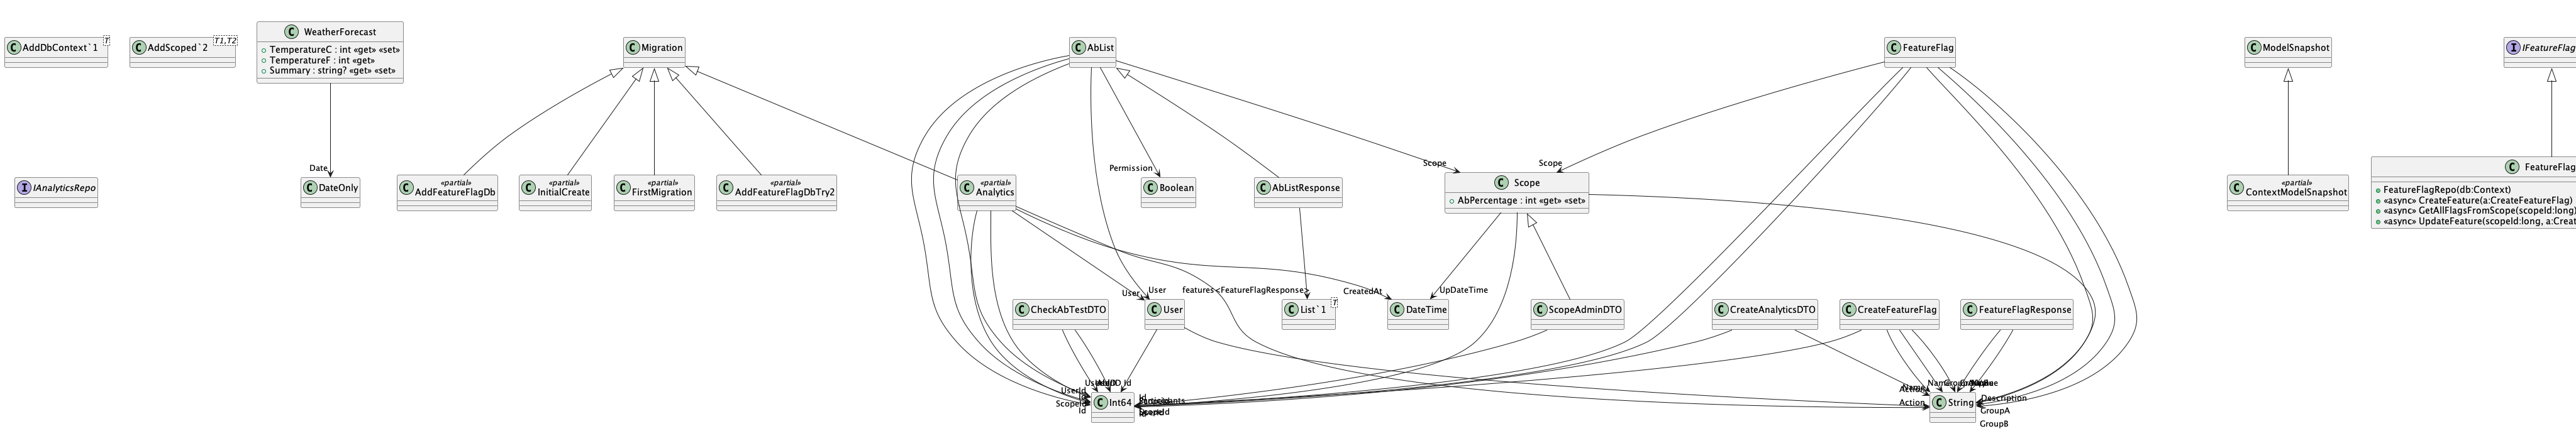 C AddDbContext`1 T
C AddScoped`2 T1,T2
C WeatherForecast
TemperatureC : int «get» «set»
TemperatureF : int «get»
Summary : string? «get» «set»
C Migration
C AbList
C FeatureFlag
C ModelSnapshot
I IFeatureFlag
I IAnalyticsRepo
Date
C DateOnly
«partial»
C AddFeatureFlagDb
«partial»
C InitialCreate
«partial»
C FirstMigration
«partial»
C AddFeatureFlagDbTry2
«partial»
C Analytics
Permission
C Boolean
C AbListResponse
Scope
Scope
C Scope
AbPercentage : int «get» «set»
«partial»
C ContextModelSnapshot
C FeatureFlag
FeatureFlagRepo(db:Context)
«async» CreateFeature(a:CreateFeatureFlag)
«async» GetAllFlagsFromScope(scopeId:long)
«async» UpdateFeature(scopeId:long, a:Creat
C CheckAbTestDTO
User
User
C User
features<FeatureFlagResponse>
C List`1 T
CreatedAt
UpDateTime
C DateTime
C ScopeAdminDTO
C CreateAnalyticsDTO
C CreateFeatureFlag
C FeatureFlagResponse
UserId
ScopeId
Id
Id
C Int64
Action
Action
Name
C String
Description
GroupA
GroupB